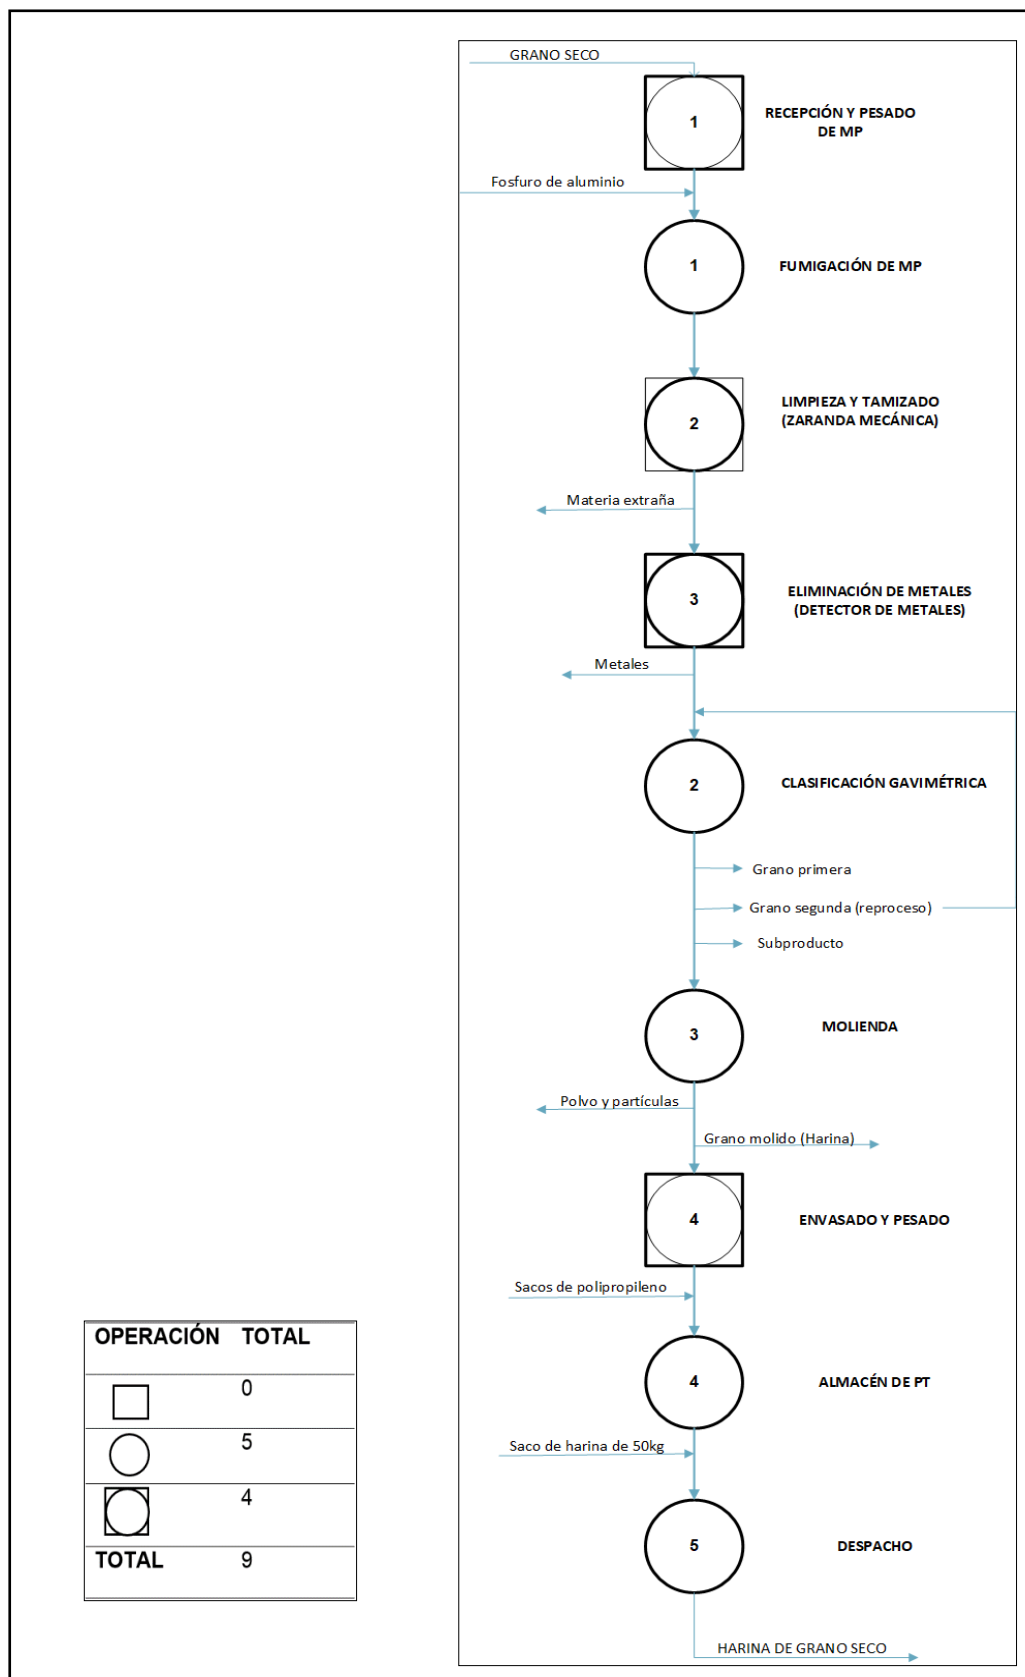 GRANO SECO
1
RECEPCIÓN Y PESADO
DE MP
Fosfuro de aluminio
1
FUMIGACIÓN DE MP
2
LIMPIEZA Y TAMIZADO
(ZARANDA MECÁNICA)
Materia extraña
3
ELIMINACIÓN DE METALES
(DETECTOR DE METALES)
Metales
2
CLASIFICACIÓN GAVIMÉTRICA
Grano primera
Grano segunda (reproceso)
Subproducto
3
MOLIENDA
Polvo y partículas
Grano molido (Harina)
4
ENVASADO Y PESADO
Sacos de polipropileno
4
ALMACÉN DE PT
Saco de harina de 50kg
5
DESPACHO
HARINA DE GRANO SECO
OPERACIÓN TOTAL
0
5
4
TOTAL 9